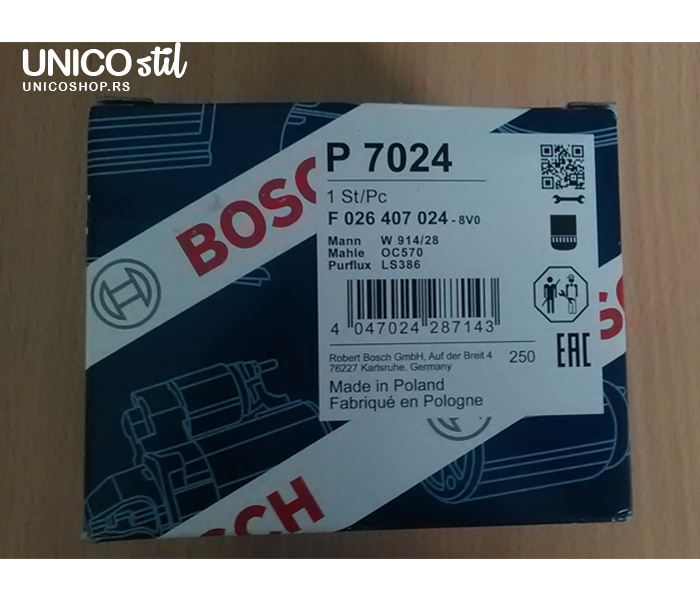 UNICO stil
UNICOSHOP.RS
BOSC
P 7024
1 St/Pc
F 026 407 024 - 8V0
Mann W 914/28
Mahle OC570
Purflux LS386
4 047024 287143
Robert Bosch GmbH, Auf der Breit 4
76227 Karlsruhe, Germany
250
EAC
Made in Poland
Fabriqué en Pologne
SCH